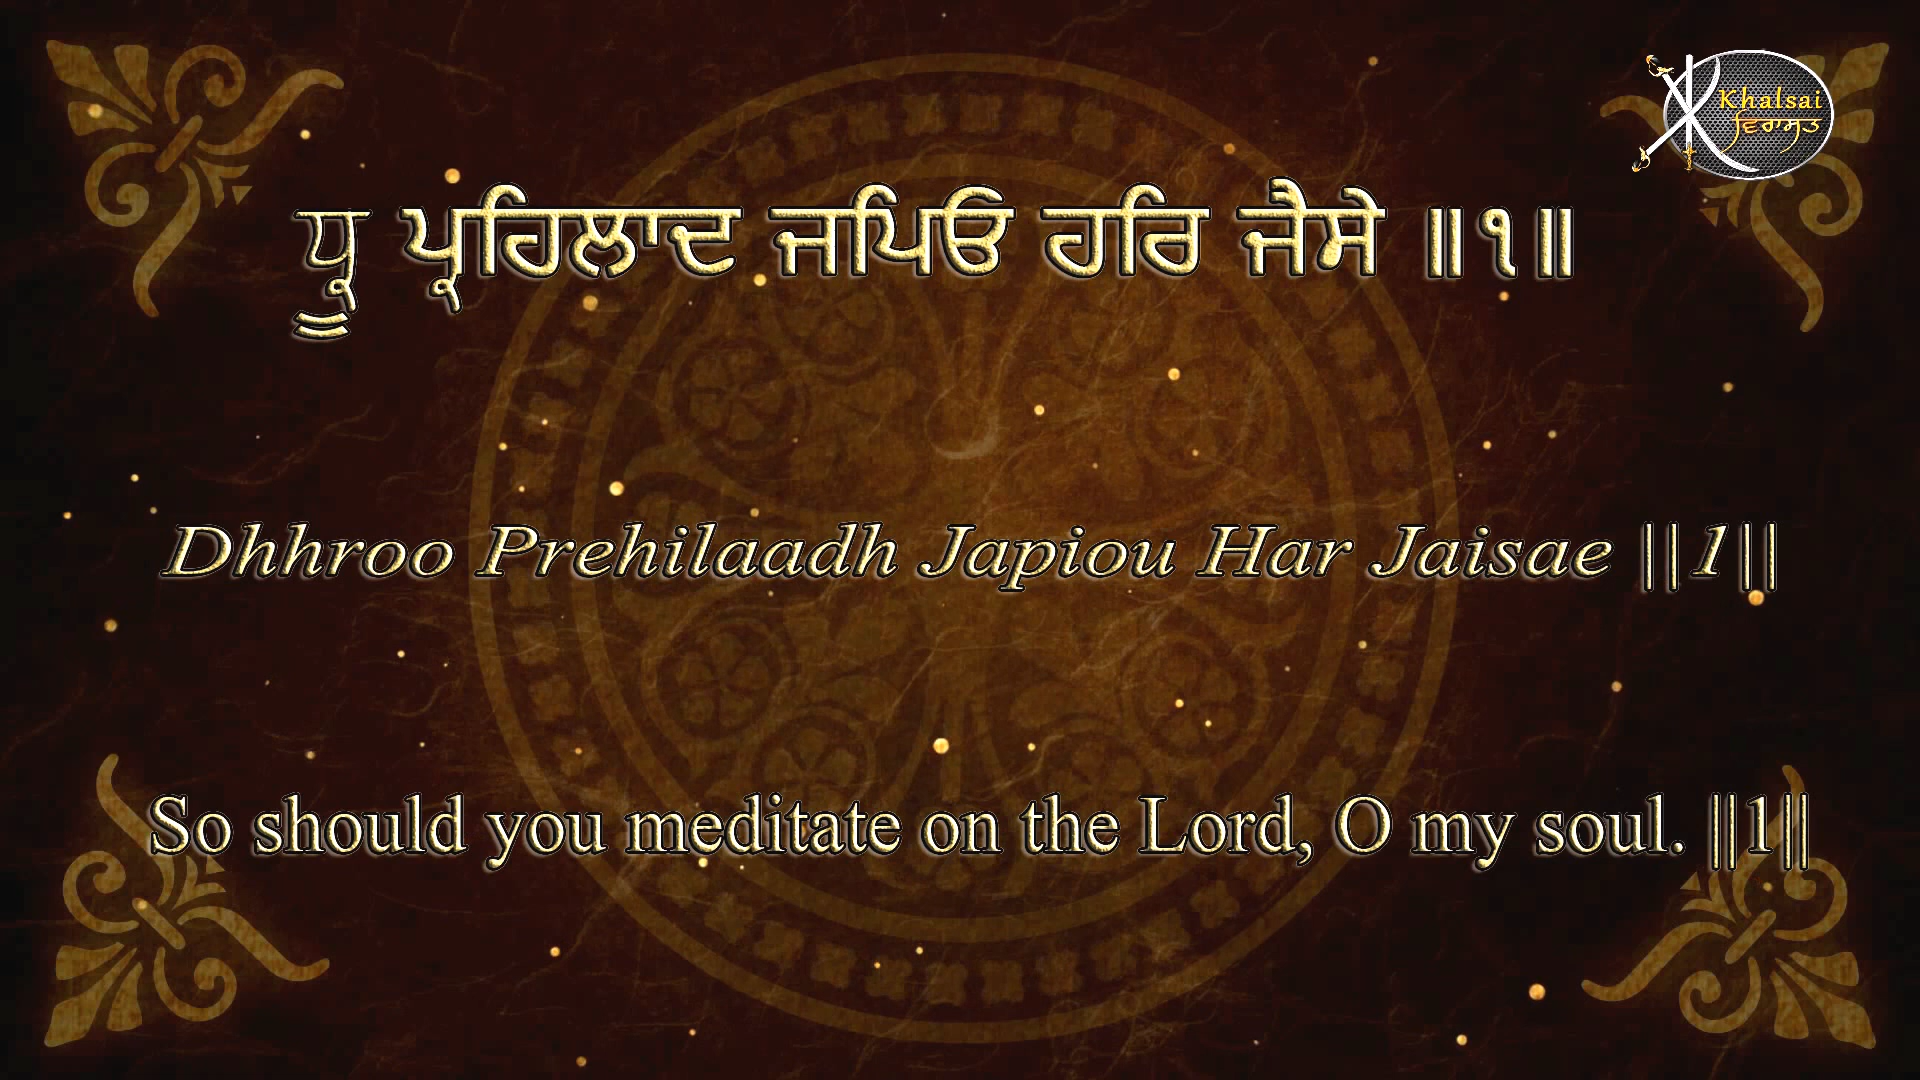 Khalsai
ਵਿਰਾਸਤ
ਧ੍ਰੂ ਪ੍ਰਹਿਲਾਦ ਜਪਿਓ ਹਰਿ ਜੈਸੇ ॥੧॥
Dhhroo Prehilaadh Japiou Har Jaisae ||1||
So should you meditate on the Lord, O my soul. ||1||